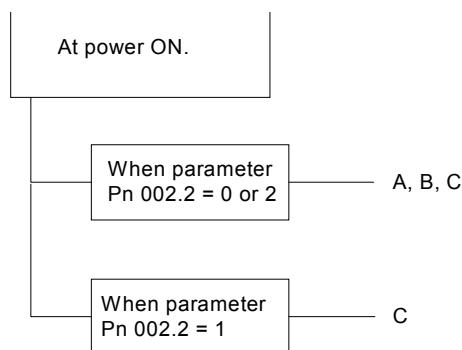 At power ON.
When parameter
Pn 002.2 = 0 or 2
A, B, C
When parameter
Pn 002.2 = 1
C